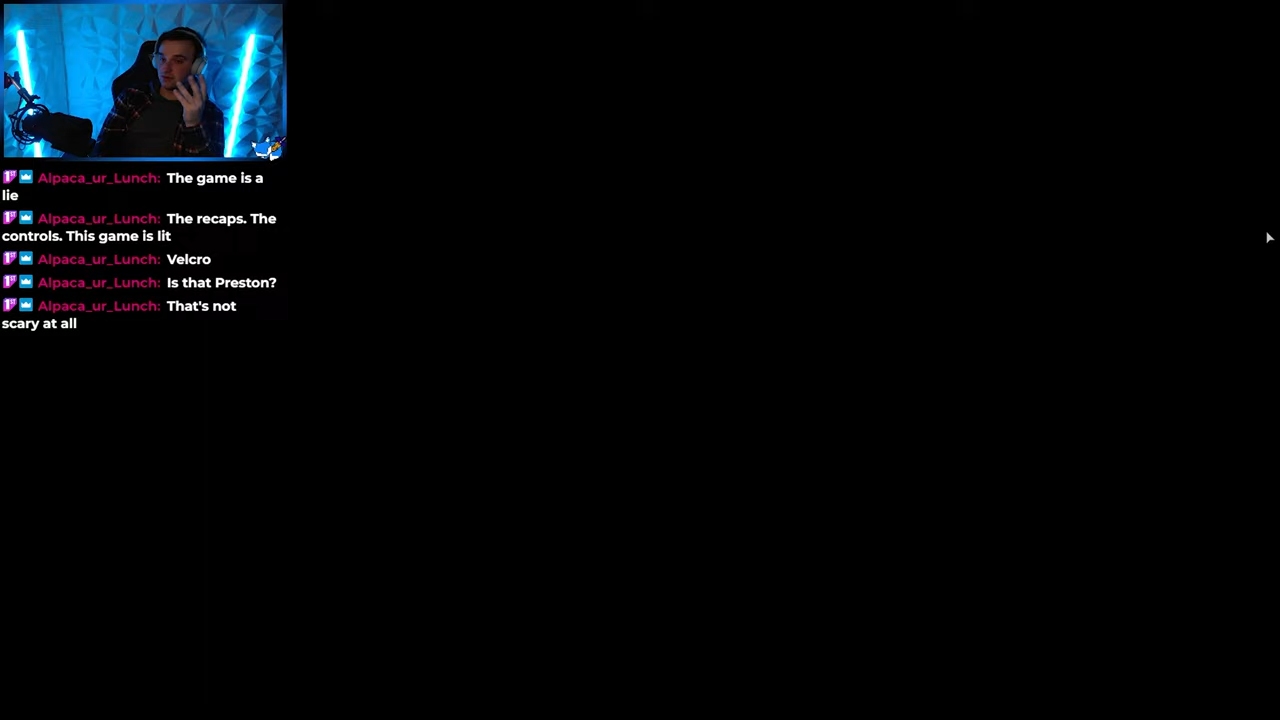 Alpaca_ur_Lunch: The game is a
lie
Alpaca_ur_Lunch: The recaps. The
controls. This game is lit
Alpaca_ur_Lunch: Velcro
Alpaca_ur_Lunch: Is that Preston?
Alpaca_ur_Lunch: That's not
scary at all